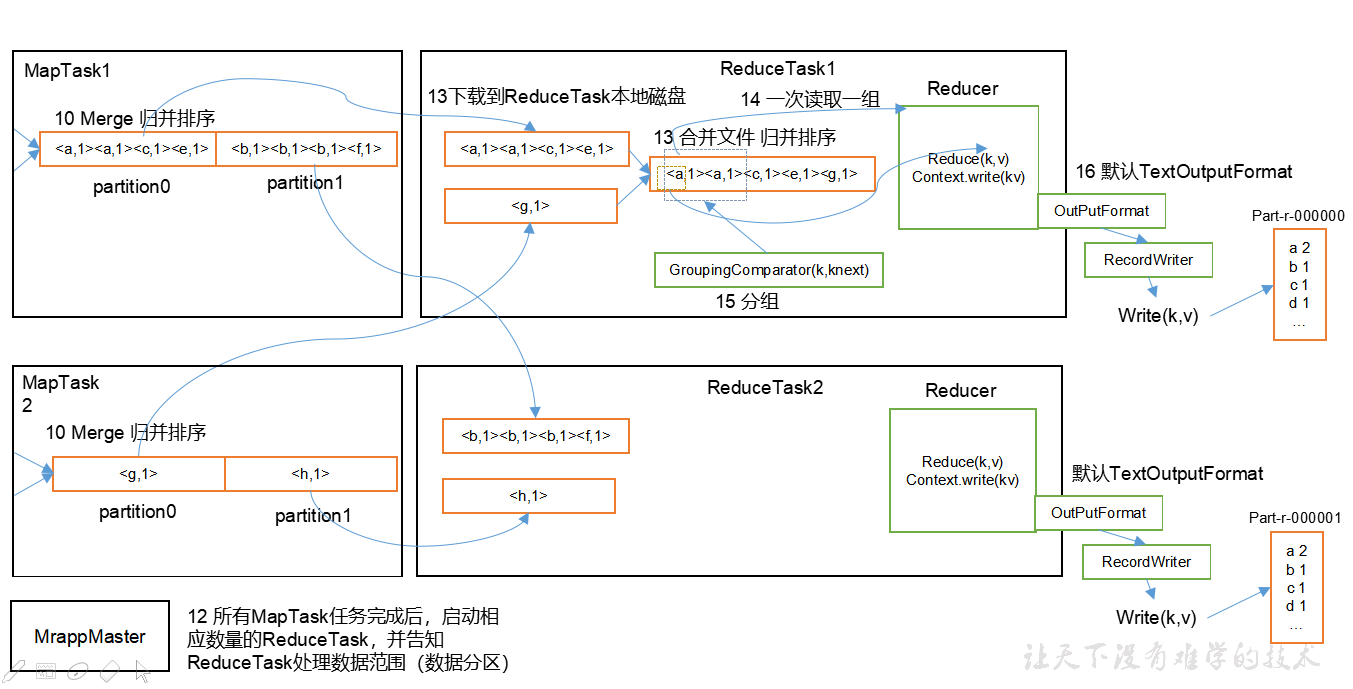 MapTask1
10 Merge 归并排序
<a,1><a,1><c,1><e,1>
<b,1><b,1><b,1><f,1>
partition0
partition1
ReduceTask1
13下载到ReduceTask本地磁盘
14 一次读取一组
Reducer
<a,1><a,1><c,1><e,1>
13 合并文件 归并排序
<a,1><a,1><c,1><e,1><g,1>
<g,1>
Reduce(k,v)
Context.write(kv)
GroupingComparator(k,knext)
15 分组
16 默认TextOutputFormat
OutPutFormat
RecordWriter
Write(k,v)
Part-r-000000
a 2
b 1
c 1
d 1
...
MapTask
2
10 Merge 归并排序
<g,1>
<h,1>
partition0
partition1
ReduceTask2
Reducer
<b,1><b,1><b,1><f,1>
<h,1>
Reduce(k,v)
Context.write(kv)
默认TextOutputFormat
OutPutFormat
RecordWriter
Write(k,v)
Part-r-000001
a 2
b 1
c 1
d 1
...
MrappMaster
12 所有MapTask任务完成后，启动相
应数量的ReduceTask，并告知
ReduceTask处理数据范围（数据分区）
让天下没有难学的技术